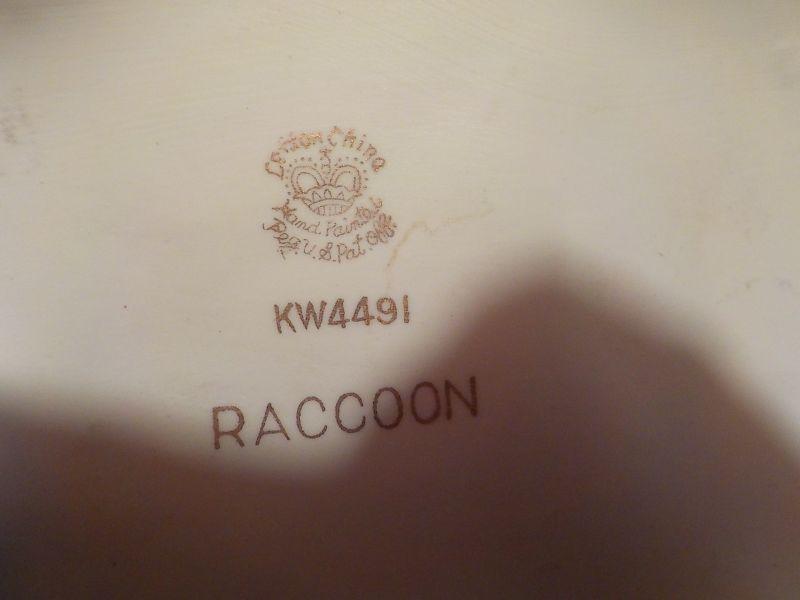 Lefton China
Hand Painted
Reg. U.S. Pat. Off.
KW4491
RACCOON